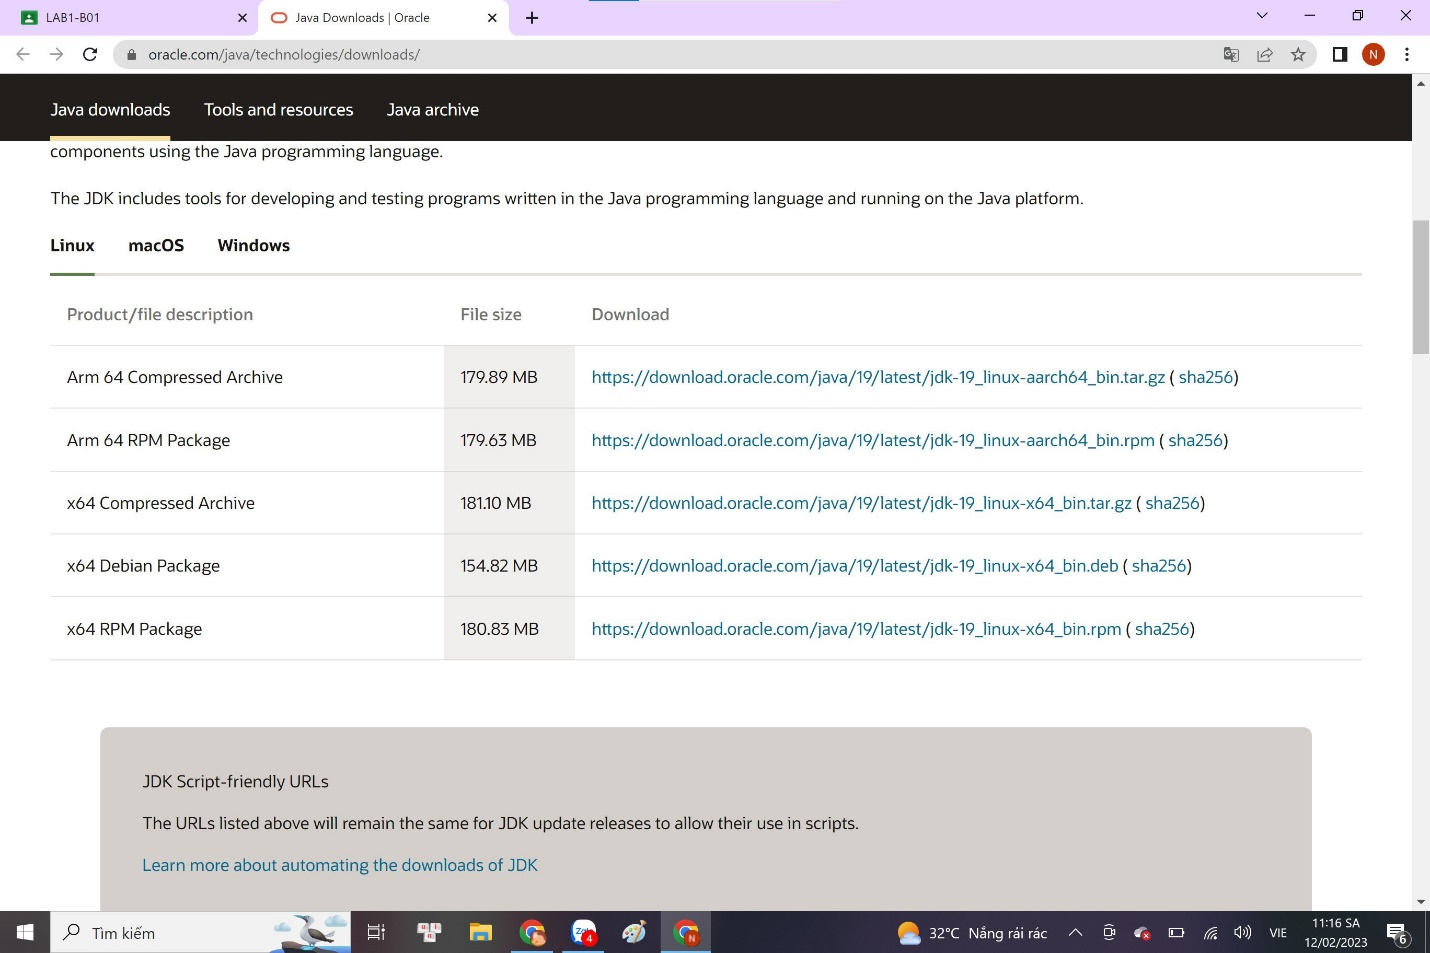 LAB1-B01
Java Downloads | Oracle
oracle.com/java/technologies/downloads/
N
Java downloads Tools and resources Java archive
components using the Java programming language.
The JDK includes tools for developing and testing programs written in the Java programming language and running on the Java platform.
Linux macOS Windows
Product/file description File size Download
Arm 64 Compressed Archive 179.89 MB https://download.oracle.com/java/19/latest/jdk-19_linux-aarch64_bin.tar.gz ( sha256)
Arm 64 RPM Package 179.63 MB https://download.oracle.com/java/19/latest/jdk-19_linux-aarch64_bin.rpm ( sha256)
x64 Compressed Archive 181.10 MB https://download.oracle.com/java/19/latest/jdk-19_linux-x64_bin.tar.gz ( sha256)
x64 Debian Package 154.82 MB https://download.oracle.com/java/19/latest/jdk-19_linux-x64_bin.deb ( sha256)
x64 RPM Package 180.83 MB https://download.oracle.com/java/19/latest/jdk-19_linux-x64_bin.rpm ( sha256)
JDK Script-friendly URLs
The URLs listed above will remain the same for JDK update releases to allow their use in scripts.
Learn more about automating the downloads of JDK
Tìm kiếm
4
N
32°C Nắng rải rác
VIE
11:16 SA
12/02/2023
6